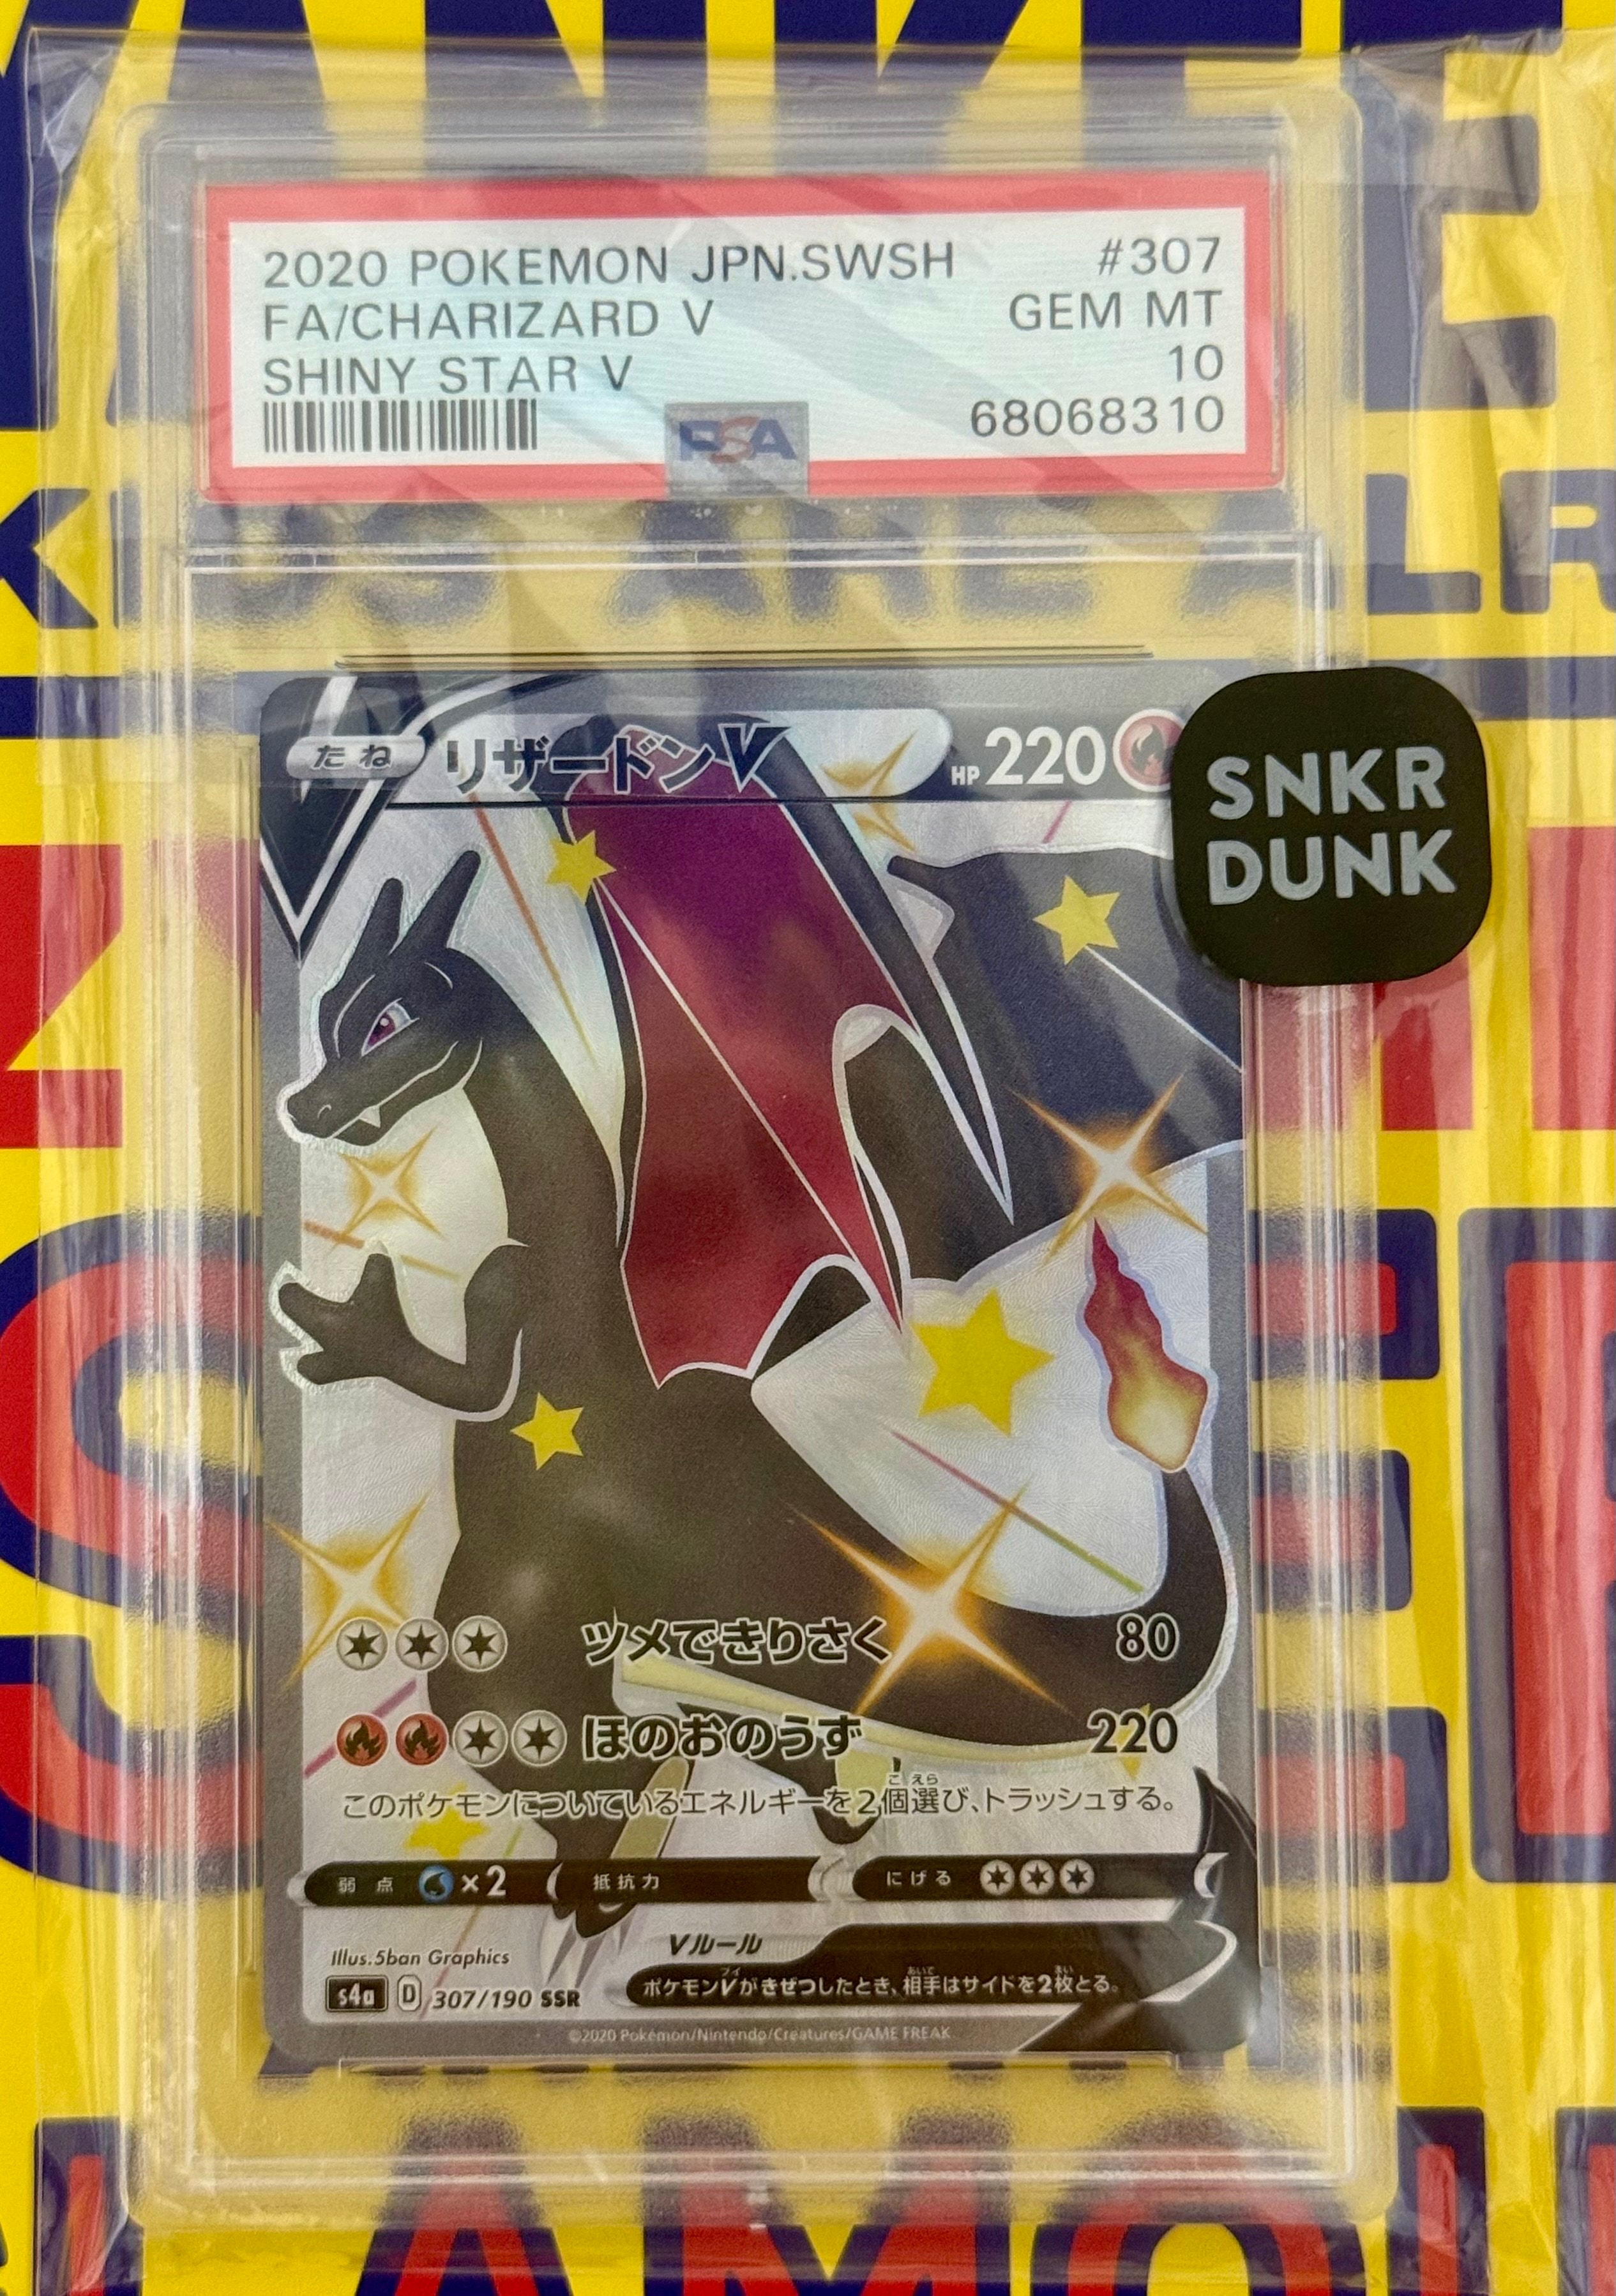 2020 POKEMON JPN.SWSH #307
FA/CHARIZARD V GEM MT
SHINY STAR V 10
68068310
PSA
たね リザードンV HP 220
SNKR
DUNK
ツメできりさく 80
ほのおのうず 220
このポケモンについているエネルギーを2個選び、トラッシュする。
弱点 ×2 抵抗力 にげる
Vルール
ポケモンVがきぜつしたとき、相手はサイドを2枚とる。
Illus.5ban Graphics
s4a D 307/190 SSR
©2020 Pokémon/Nintendo/Creatures/GAME FREAK